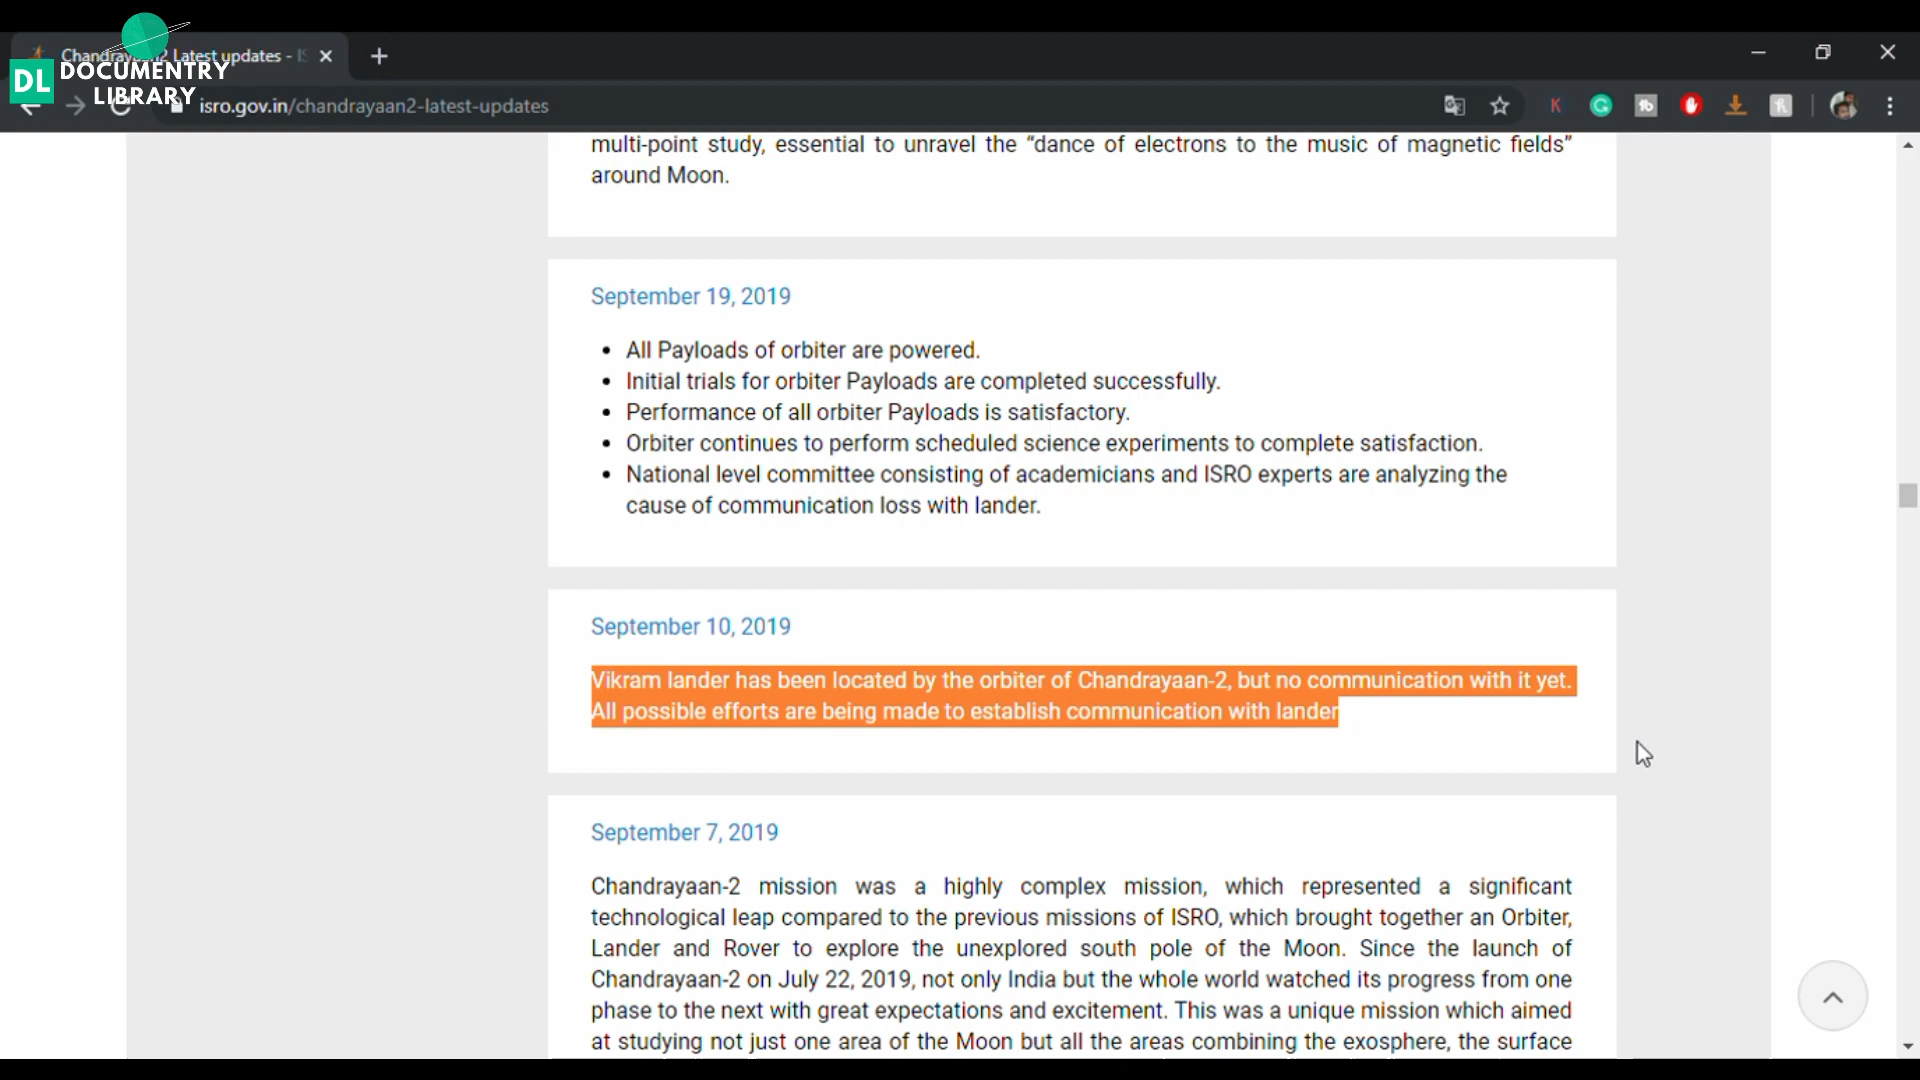 Chandrayaan2 Latest updates -
DL DOCUMENTRY
LIBRARY
isro.gov.in/chandrayaan2-latest-updates
multi-point study, essential to unravel the “dance of electrons to the music of magnetic fields”
around Moon.
September 19, 2019
• All Payloads of orbiter are powered.
• Initial trials for orbiter Payloads are completed successfully.
• Performance of all orbiter Payloads is satisfactory.
• Orbiter continues to perform scheduled science experiments to complete satisfaction.
• National level committee consisting of academicians and ISRO experts are analyzing the
cause of communication loss with lander.
September 10, 2019
Vikram lander has been located by the orbiter of Chandrayaan-2, but no communication with it yet.
All possible efforts are being made to establish communication with lander
September 7, 2019
Chandrayaan-2 mission was a highly complex mission, which represented a significant
technological leap compared to the previous missions of ISRO, which brought together an Orbiter,
Lander and Rover to explore the unexplored south pole of the Moon. Since the launch of
Chandrayaan-2 on July 22, 2019, not only India but the whole world watched its progress from one
phase to the next with great expectations and excitement. This was a unique mission which aimed
at studying not just one area of the Moon but all the areas combining the exosphere, the surface